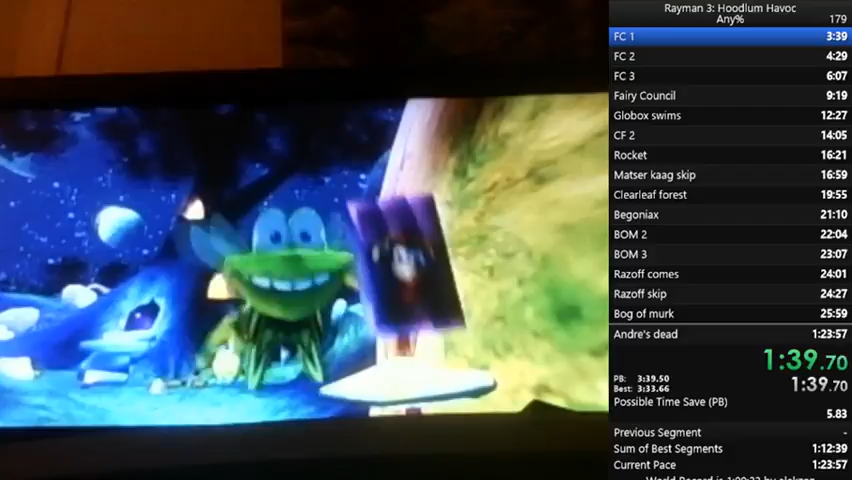 Rayman 3: Hoodlum Havoc
Any% 179
FC 1 3:39
FC 2 4:29
FC 3 6:07
Fairy Council 9:19
Globox swims 12:27
CF 2 14:05
Rocket 16:21
Matser kaag skip 16:59
Clearleaf forest 19:55
Begoniax 21:10
BOM 2 22:04
BOM 3 23:07
Razoff comes 24:01
Razoff skip 24:27
Bog of murk 25:59
Andre's dead 1:23:57
1:39.70
PB: 3:39.50
Best: 3:33.66
1:39.70
Possible Time Save (PB)
5.83
Previous Segment -
Sum of Best Segments 1:12:39
Current Pace 1:23:57
World Record is